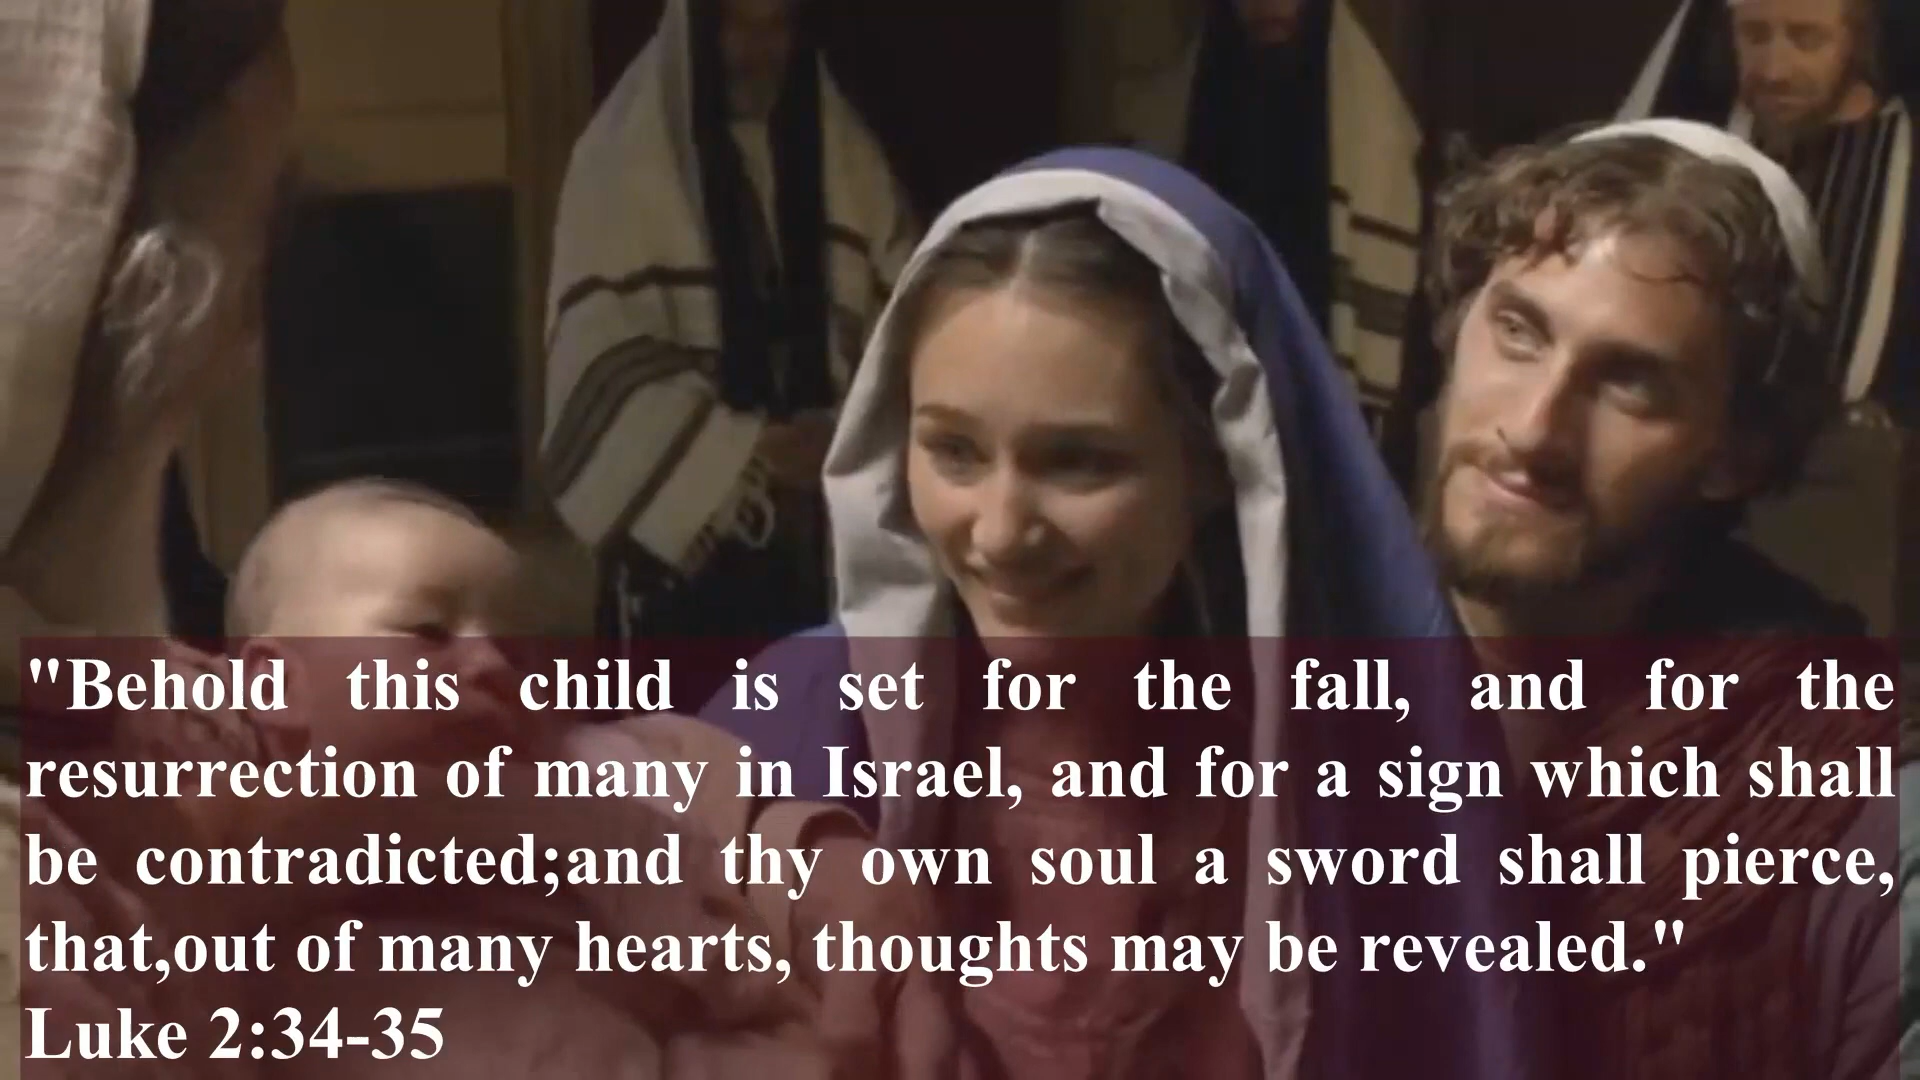 "Behold this child is set for the fall, and for the
resurrection of many in Israel, and for a sign which shall
be contradicted;and thy own soul a sword shall pierce,
that,out of many hearts, thoughts may be revealed."
Luke 2:34-35